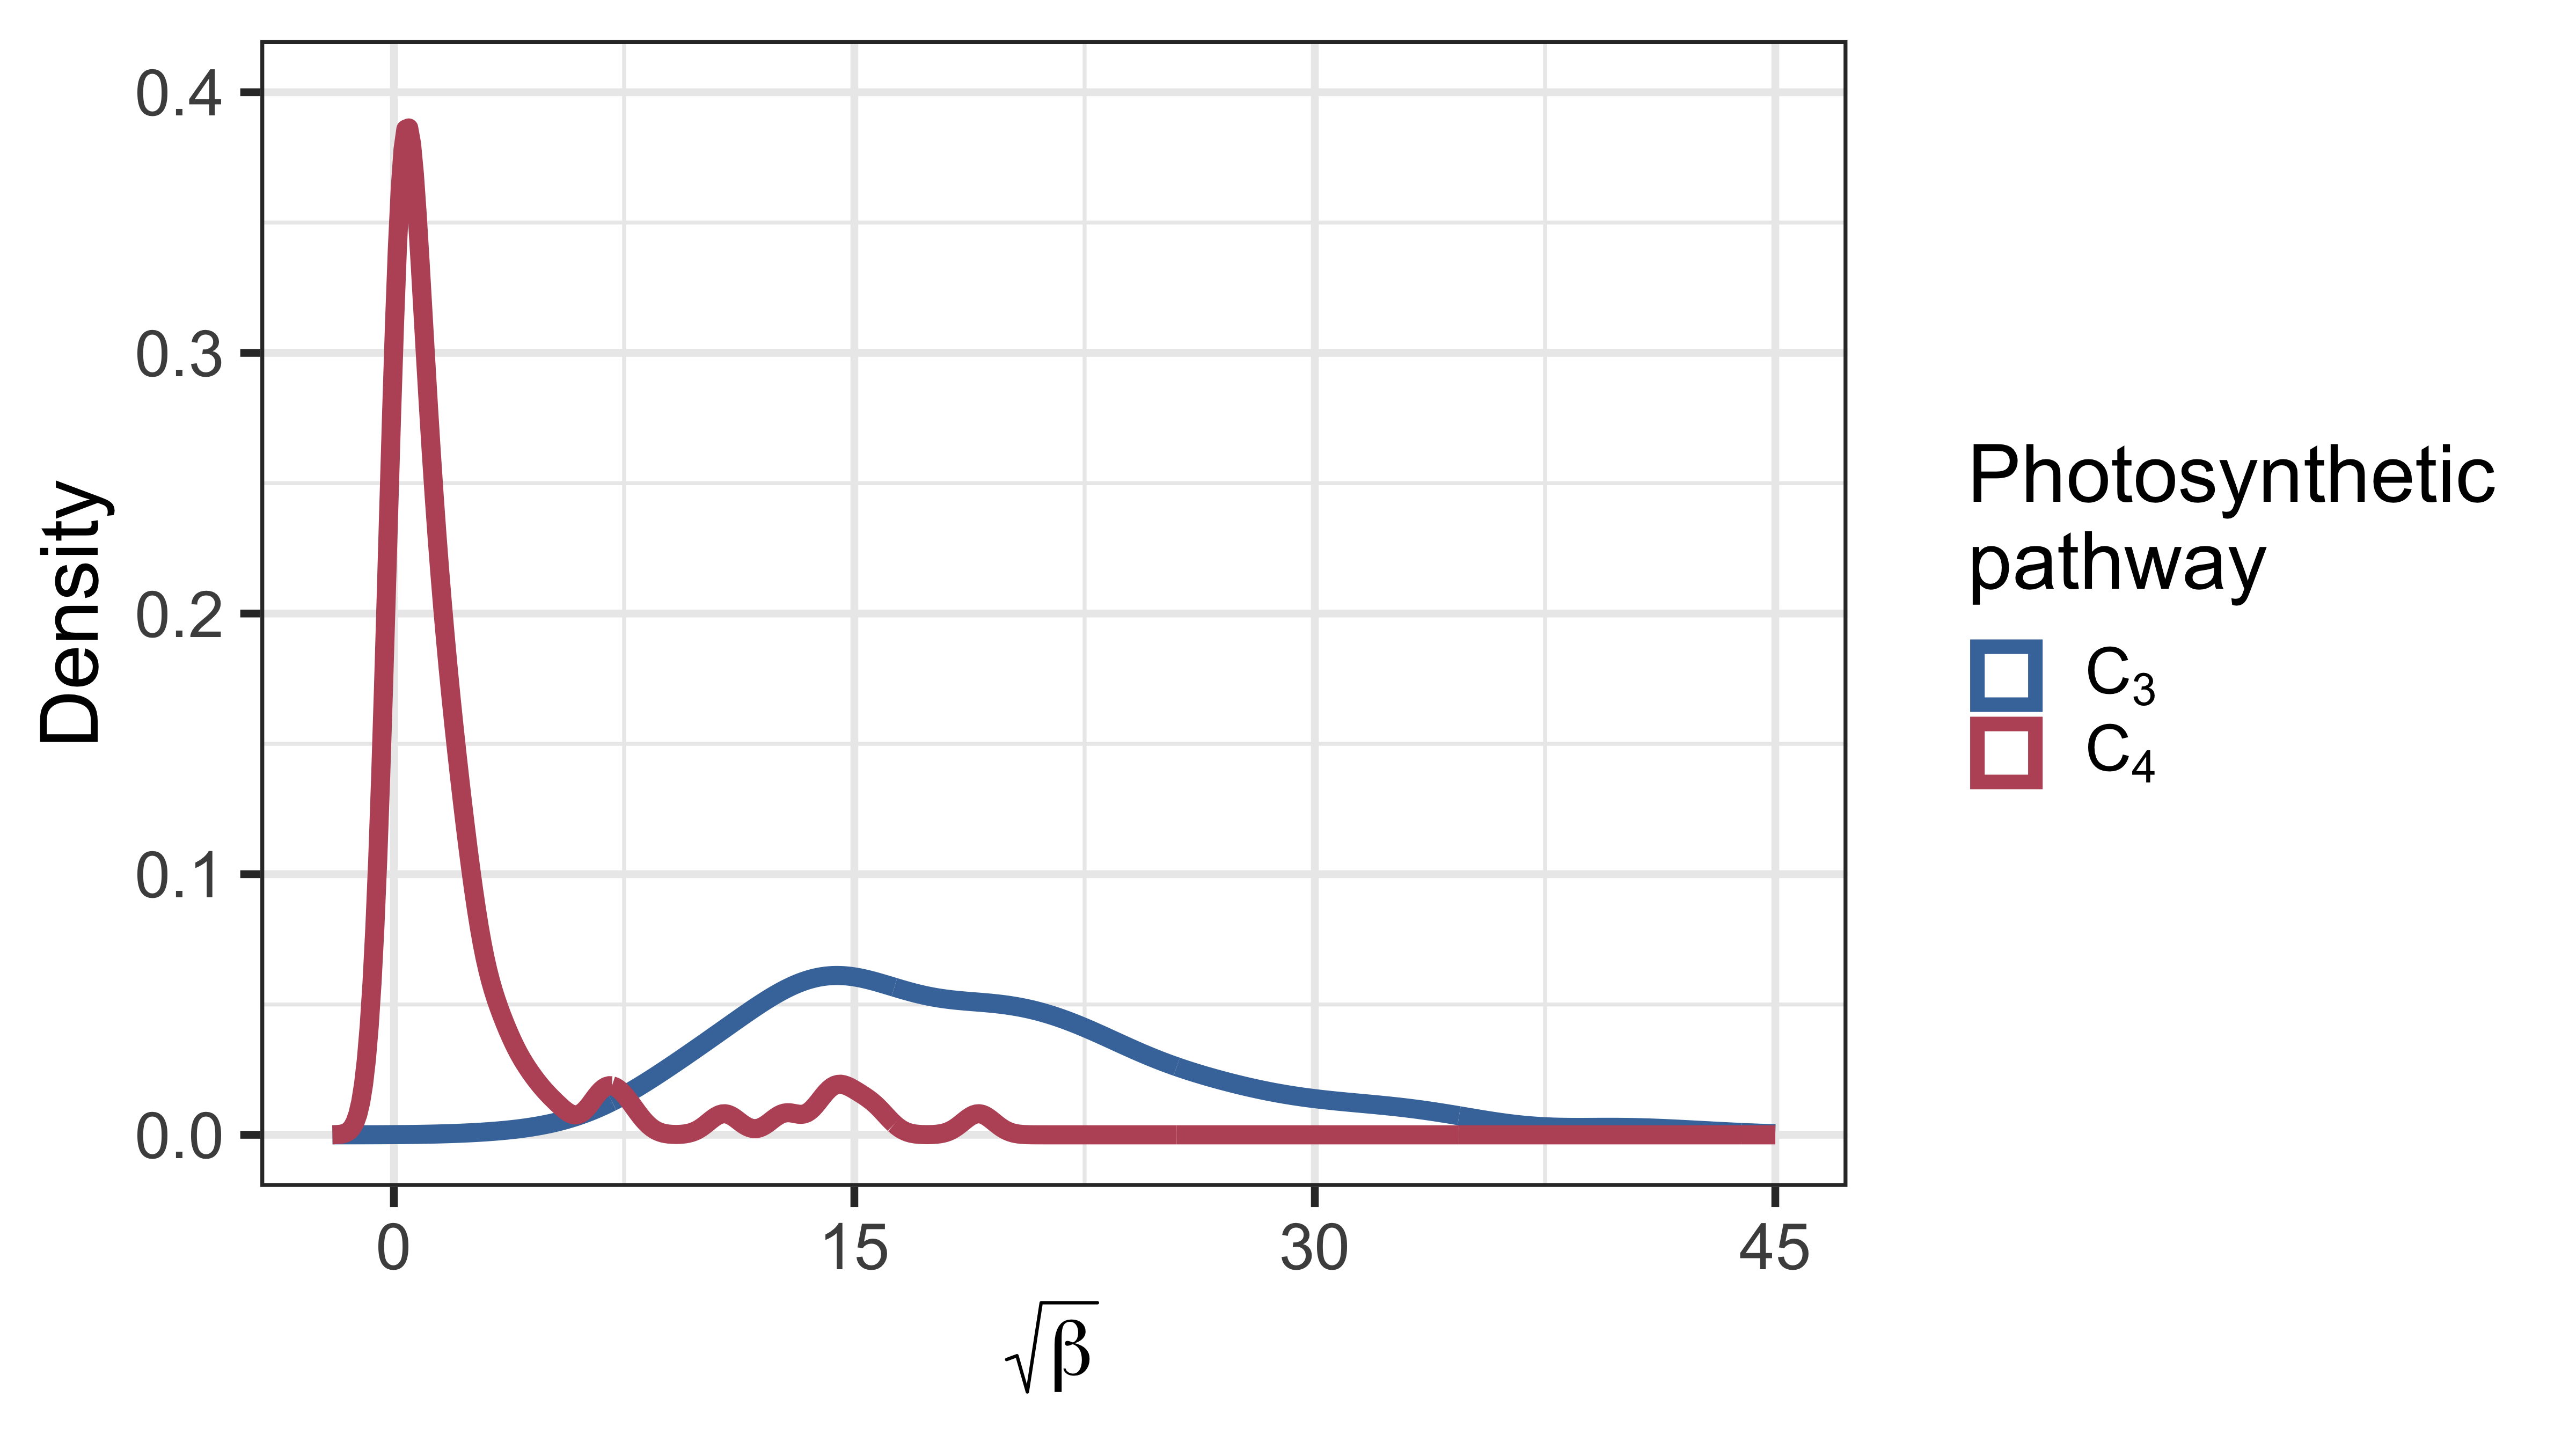 0.4
0.3
0.2
0.1
0.0
Density
0 15 30 45
√β
Photosynthetic
pathway
C₃
C₄